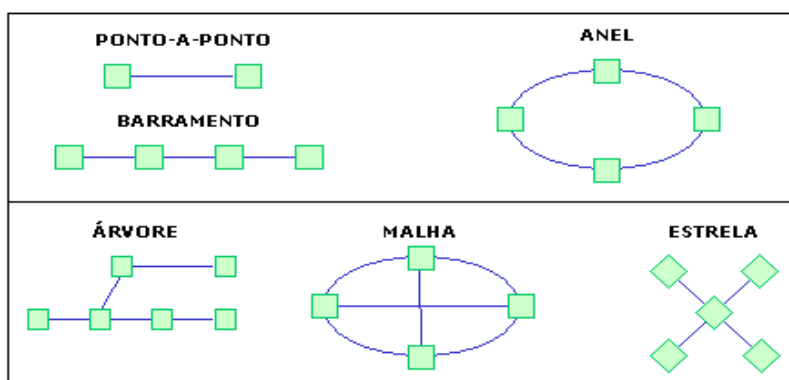 PONTO-A-PONTO
ANEL
BARRAMENTO
ÁRVORE
MALHA
ESTRELA